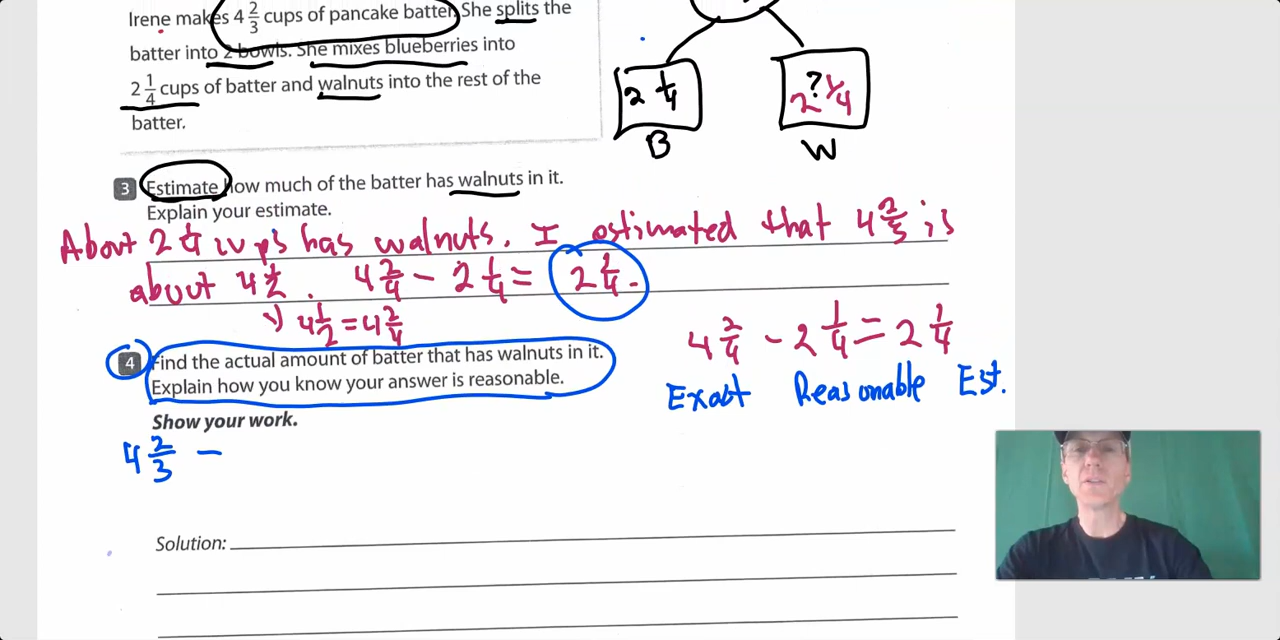 Irene makes 4 2/3 cups of pancake batter. She splits the
batter into 2 bowls. She mixes blueberries into
2 1/4 cups of batter and walnuts into the rest of the
batter.
2 1/4
?
2 1/4
B
W
3 Estimate how much of the batter has walnuts in it.
Explain your estimate.
About 2 1/4 cups has walnuts. I estimated that 4 2/3 is
about 4 1/2. 4 2/4 - 2 1/4 = 2 1/4.
4 1/2 = 4 2/4
4 2/4 - 2 1/4 = 2 1/4
4 Find the actual amount of batter that has walnuts in it.
Explain how you know your answer is reasonable.
Exact Reasonable Est.
Show your work.
4 2/3 -
Solution: